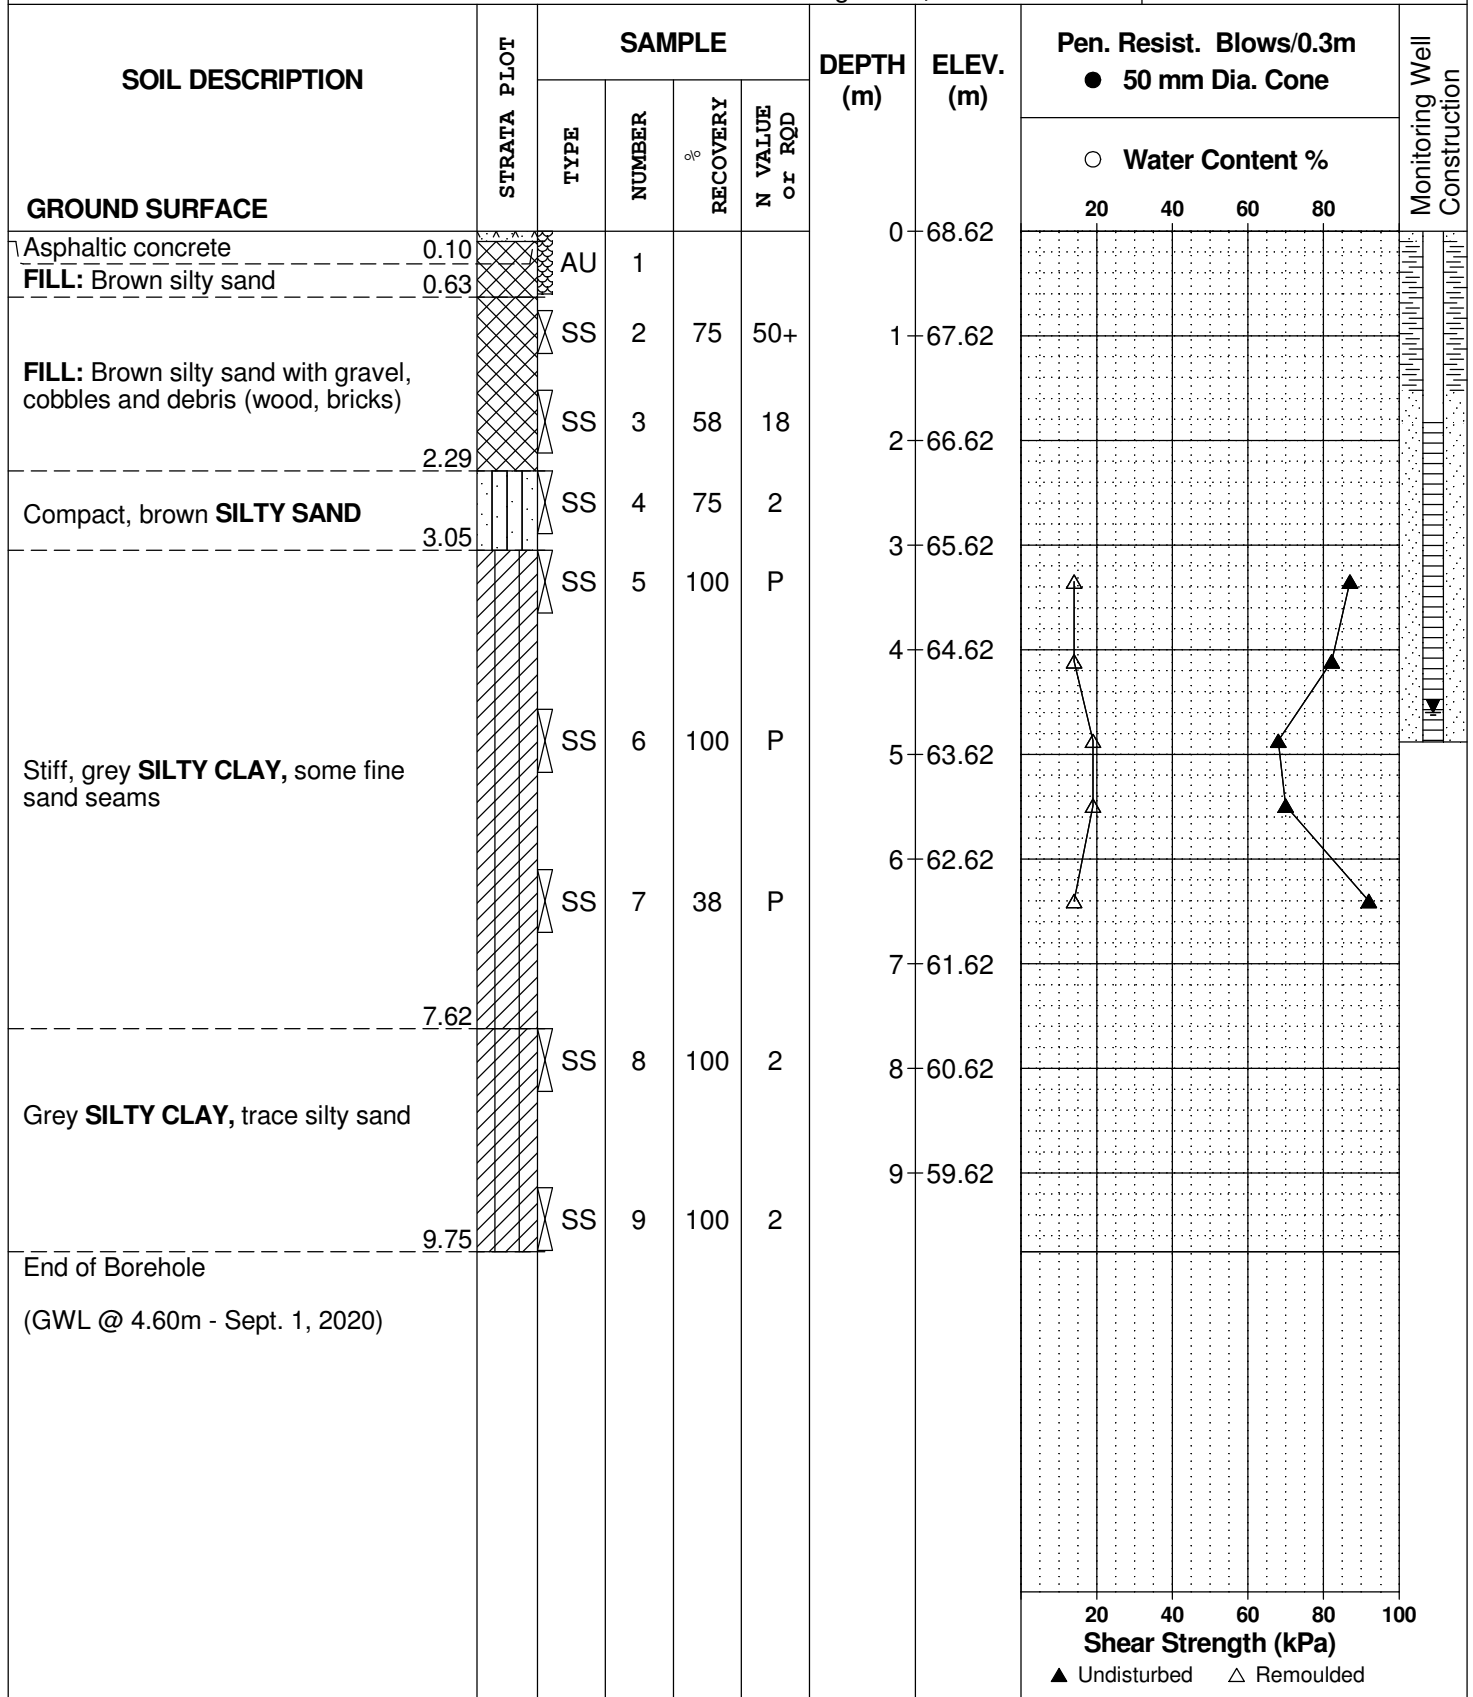 SOIL DESCRIPTION
GROUND SURFACE
STRATA PLOT
SAMPLE
TYPE
NUMBER
%
RECOVERY
N VALUE
or RQD
DEPTH
(m)
ELEV.
(m)
Pen. Resist. Blows/0.3m
● 50 mm Dia. Cone
○ Water Content %
20 40 60 80
Monitoring Well
Construction
0 68.62
Asphaltic concrete 0.10
FILL: Brown silty sand 0.63
AU 1
SS 2 75 50+
1 67.62
FILL: Brown silty sand with gravel,
cobbles and debris (wood, bricks)
2.29
SS 3 58 18
2 66.62
Compact, brown SILTY SAND
3.05
SS 4 75 2
3 65.62
SS 5 100 P
4 64.62
SS 6 100 P
5 63.62
Stiff, grey SILTY CLAY, some fine
sand seams
6 62.62
SS 7 38 P
7 61.62
7.62
SS 8 100 2
8 60.62
Grey SILTY CLAY, trace silty sand
9 59.62
SS 9 100 2
9.75
End of Borehole
(GWL @ 4.60m - Sept. 1, 2020)
20 40 60 80 100
Shear Strength (kPa)
▲ Undisturbed △ Remoulded